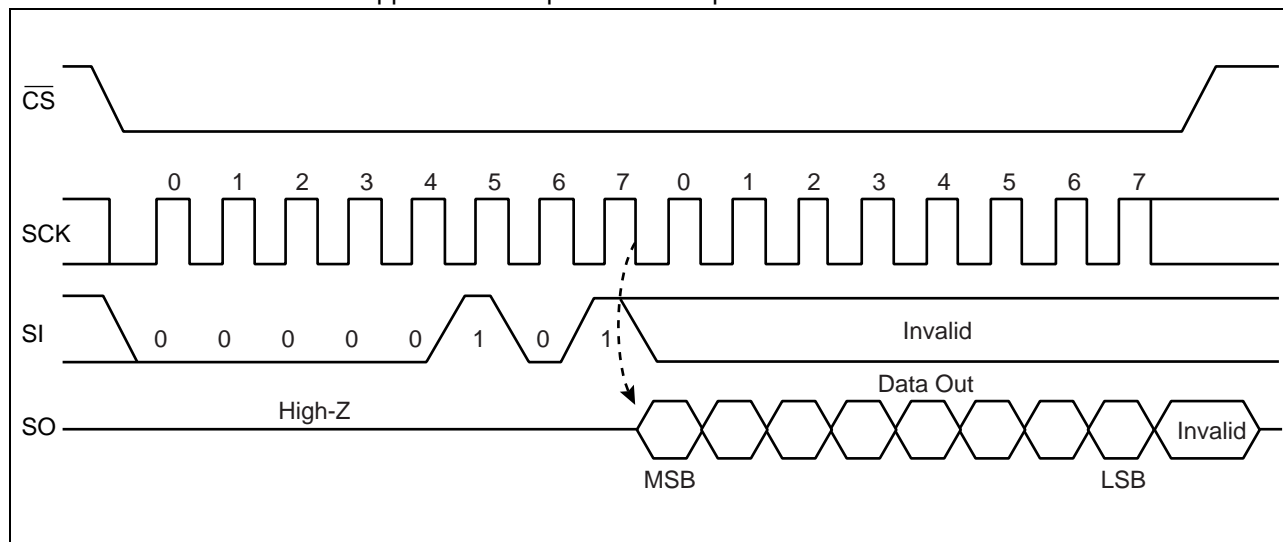 CS
0 1 2 3 4 5 6 7 0 1 2 3 4 5 6 7
SCK
SI
0 0 0 0 0 1 0 1
Invalid
Data Out
High-Z
SO
Invalid
MSB
LSB